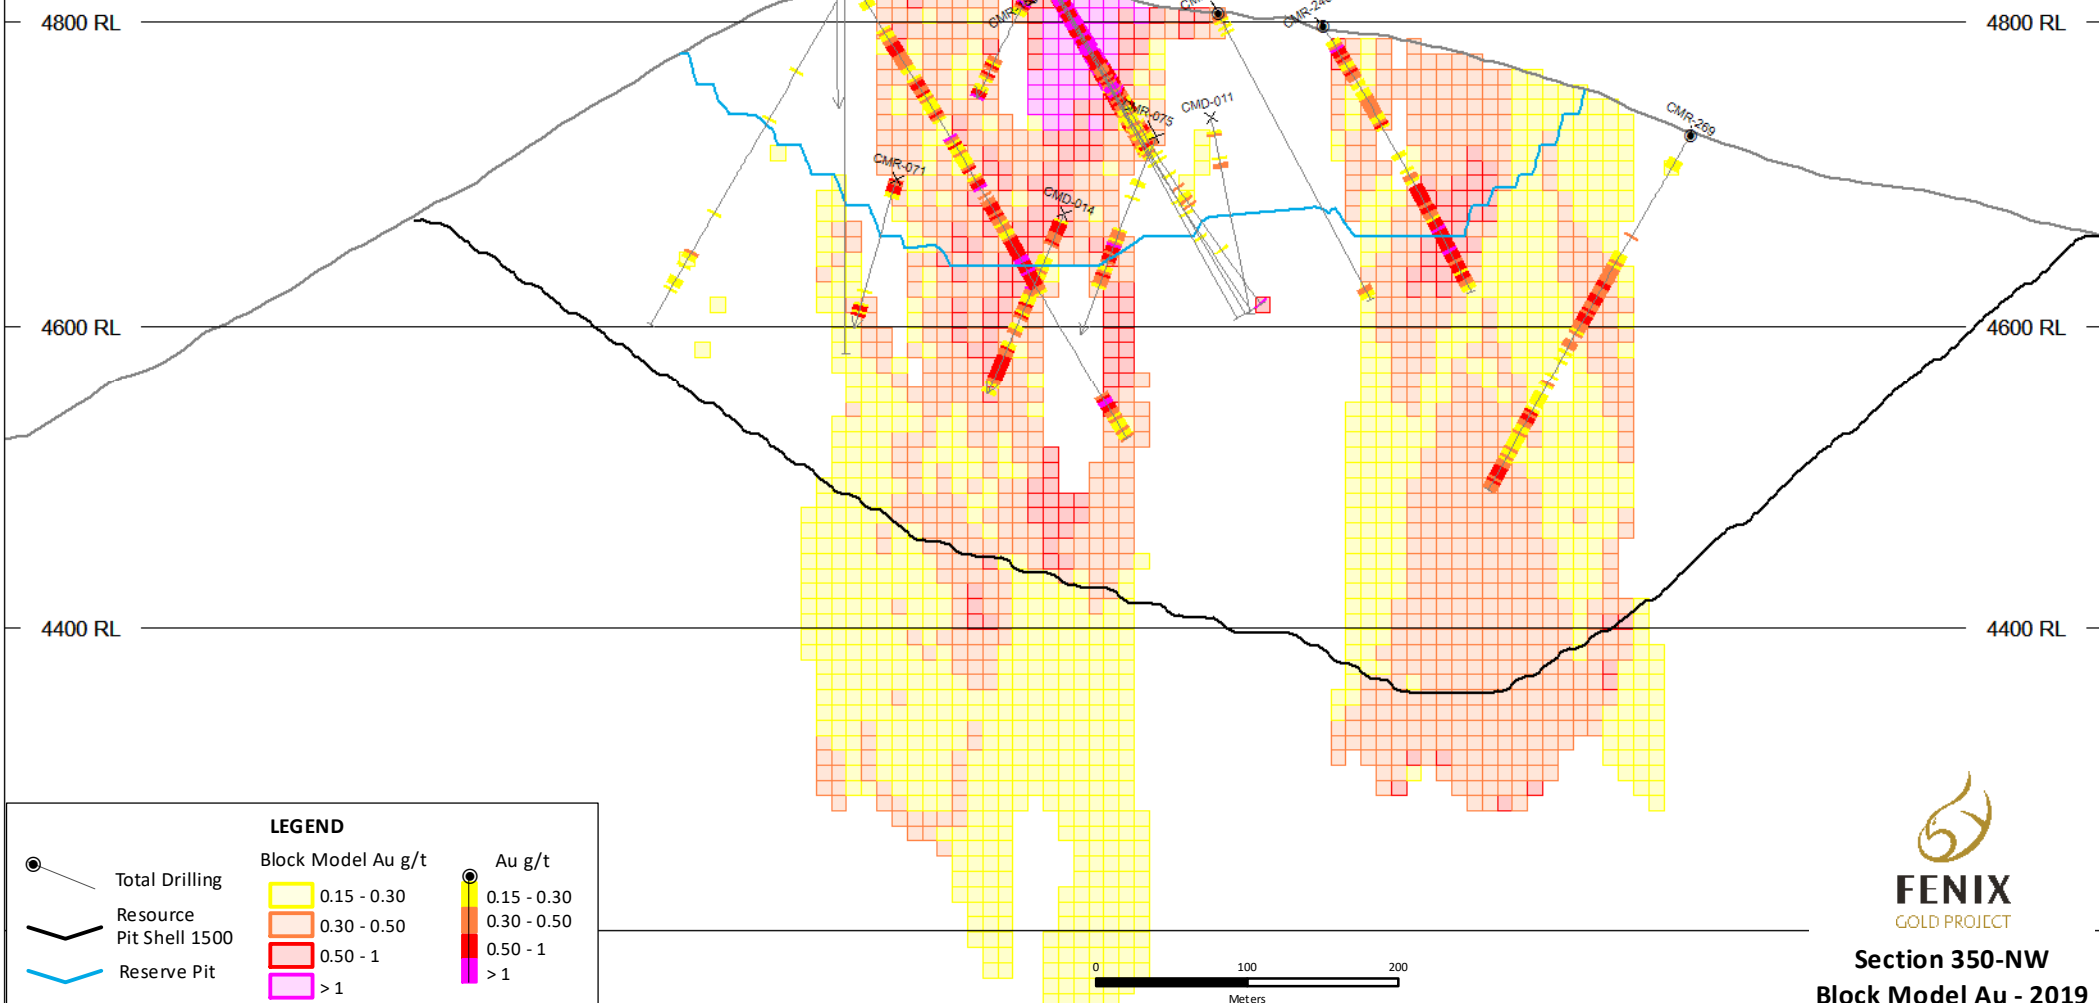 4800 RL
4800 RL
CMR-240
CMR-075
CMD-011
CMR-269
CMR-071
CMD-014
4600 RL
4600 RL
4400 RL
4400 RL
LEGEND
Block Model Au g/t
Au g/t
Total Drilling
Resource
Pit Shell 1500
Reserve Pit
0.15 - 0.30
0.30 - 0.50
0.50 - 1
> 1
0.15 - 0.30
0.30 - 0.50
0.50 - 1
> 1
0
100
200
Meters
FENIX
GOLD PROJECT
Section 350-NW
Block Model Au - 2019